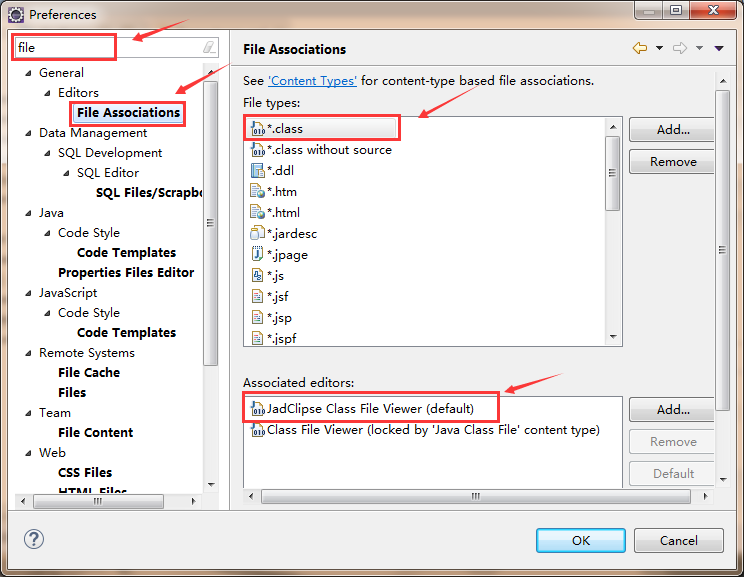 Preferences
file
General
Editors
File Associations
Data Management
SQL Development
SQL Editor
SQL Files/Scrapbo
Java
Code Style
Code Templates
Properties Files Editor
JavaScript
Code Style
Code Templates
Remote Systems
File Cache
Files
Team
File Content
Web
CSS Files
HTML Files
File Associations
See 'Content Types' for content-type based file associations.
File types:
*.class
*.class without source
*.ddl
*.htm
*.html
*.jardesc
*.jpage
*.js
*.jsf
*.jsp
*.jspf
Add...
Remove
Associated editors:
JadClipse Class File Viewer (default)
Class File Viewer (locked by 'Java Class File' content type)
Add...
Remove
Default
OK
Cancel